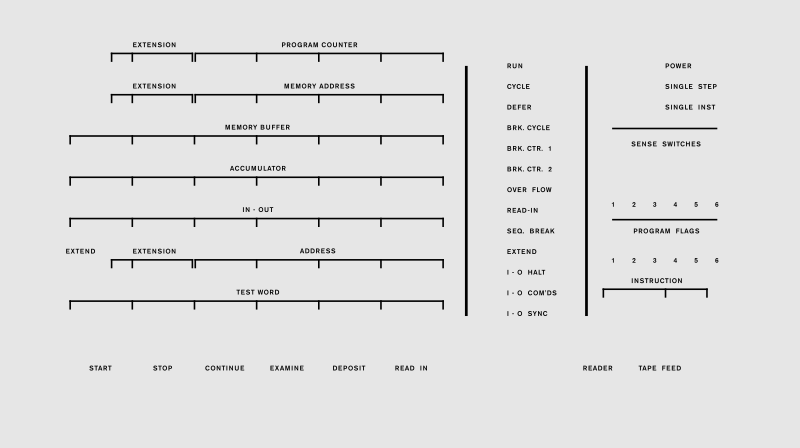 EXTENSION PROGRAM COUNTER
EXTENSION MEMORY ADDRESS
MEMORY BUFFER
ACCUMULATOR
IN - OUT
EXTEND EXTENSION ADDRESS
TEST WORD
RUN
CYCLE
DEFER
BRK. CYCLE
BRK. CTR. 1
BRK. CTR. 2
OVER FLOW
READ-IN
SEQ. BREAK
EXTEND
I - O HALT
I - O COM'DS
I - O SYNC
POWER
SINGLE STEP
SINGLE INST
SENSE SWITCHES
1 2 3 4 5 6
PROGRAM FLAGS
1 2 3 4 5 6
INSTRUCTION
START STOP CONTINUE EXAMINE DEPOSIT READ IN
READER TAPE FEED